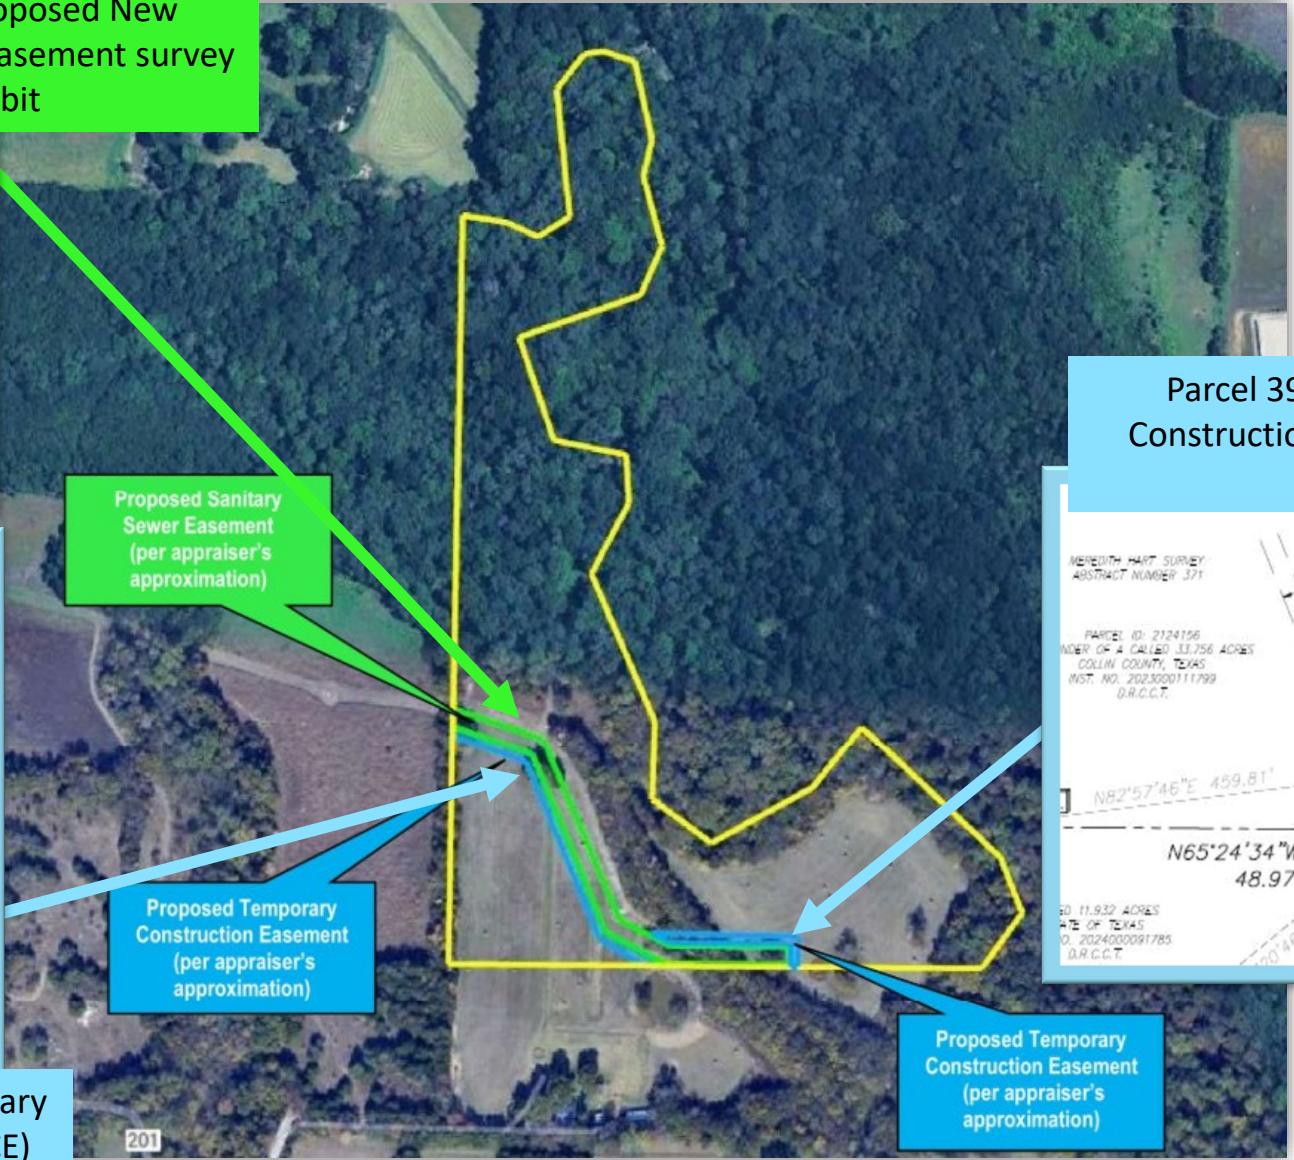 oposed New
asement survey
bit
Proposed Sanitary
Sewer Easement
(per appraiser's
approximation)
Parcel 39
Constructio
MEREDITH HART SURVEY
ABSTRACT NUMBER 371
PARCEL ID: 2124156
NDER OF A CALLED 33.756 ACRES
COLLIN COUNTY, TEXAS
INST. NO. 2023000111799
D.R.C.C.T.
N82°57'46"E 459.81'
N65°24'34"W
48.97
ED 11.932 ACRES
ATE OF TEXAS
O. 2024000091785
D.R.C.C.T.
Proposed Temporary
Construction Easement
(per appraiser's
approximation)
Proposed Temporary
Construction Easement
(per appraiser's
approximation)
ary
E)
201